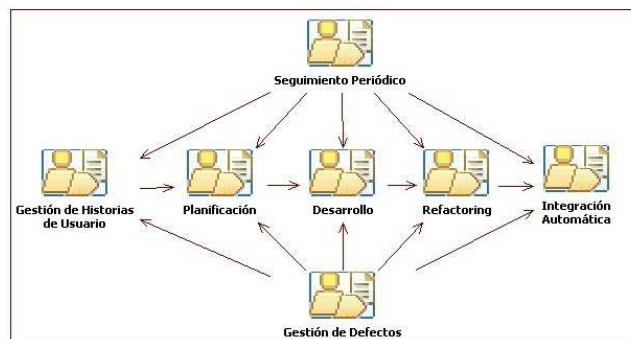 Seguimiento Periódico
Gestión de Historias
de Usuario
Planificación
Desarrollo
Refactoring
Integración
Automática
Gestión de Defectos